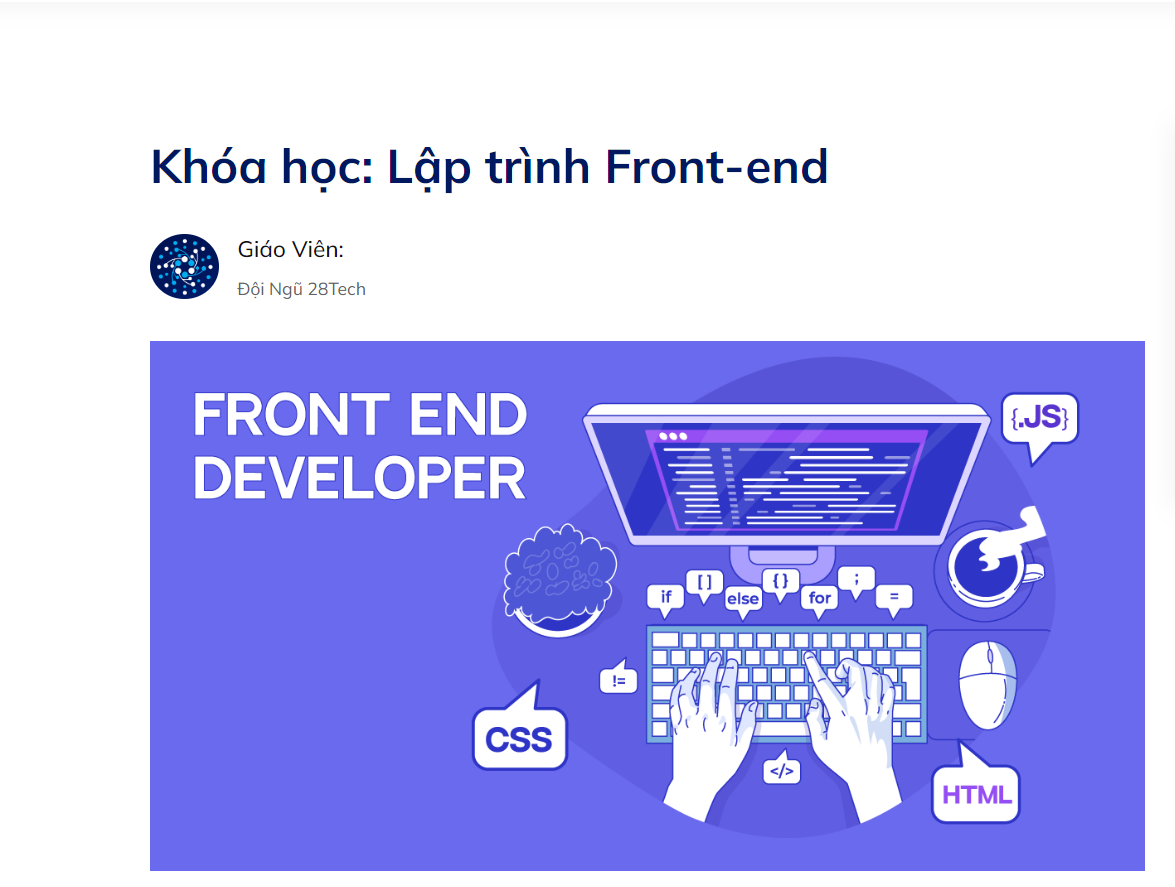 Khóa học: Lập trình Front-end
Giáo Viên:
Đội Ngũ 28Tech
FRONT END
DEVELOPER
{.JS}
if
[ ]
else
{ }
for
;
=
!=
CSS
</>
HTML